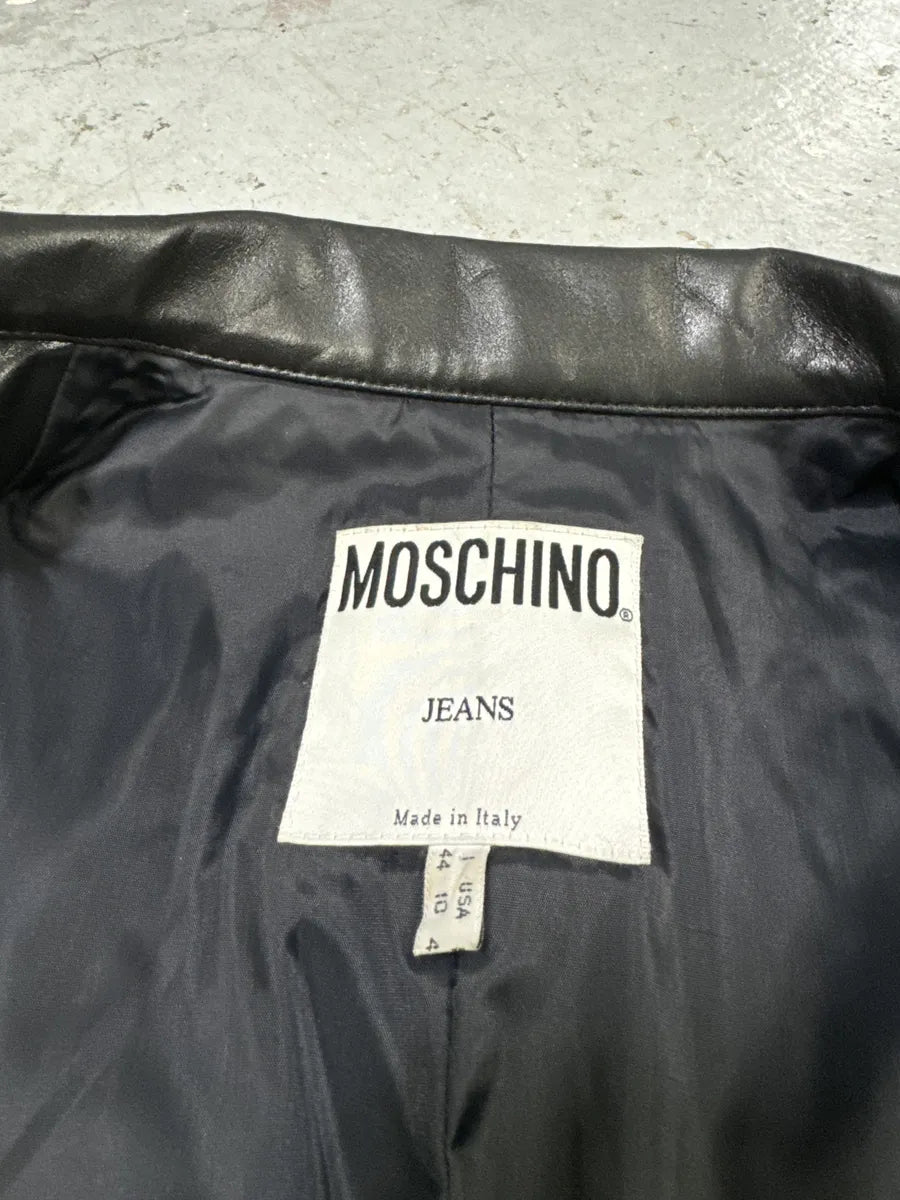 MOSCHINO®
JEANS
Made in Italy
I USA
44 10 4